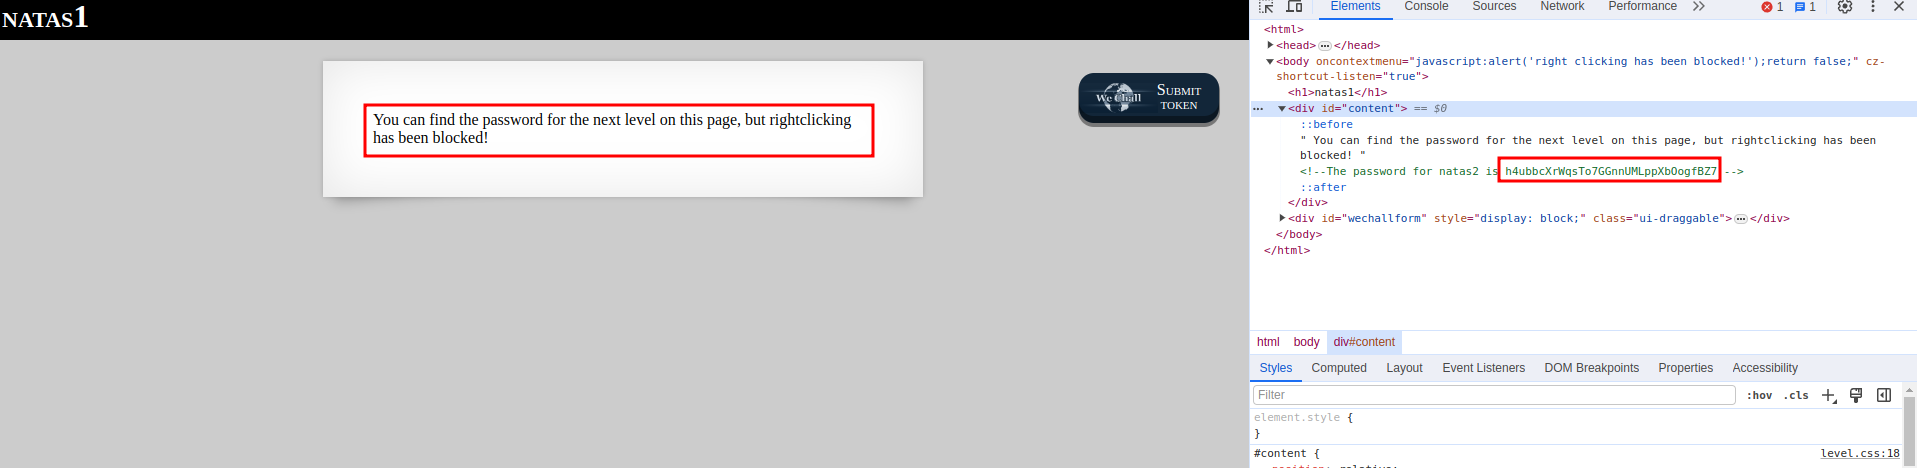 NATAS1
You can find the password for the next level on this page, but rightclicking
has been blocked!
We Chall
SUBMIT
TOKEN
Elements Console Sources Network Performance 1 1
<html>
<head> </head>
<body oncontextmenu="javascript:alert('right clicking has been blocked!');return false;" cz-
shortcut-listen="true">
<h1>natas1</h1>
<div id="content"> == $0
::before
" You can find the password for the next level on this page, but rightclicking has been
blocked! "
<!--The password for natas2 is h4ubbcXrWqsTo7GGnnUMLppXbOogfBZ7 -->
::after
</div>
<div id="wechallform" style="display: block;" class="ui-draggable"> </div>
</body>
</html>
html body div#content
Styles Computed Layout Event Listeners DOM Breakpoints Properties Accessibility
Filter :hov .cls
element.style {
}
#content { level.css:18
position: relative;